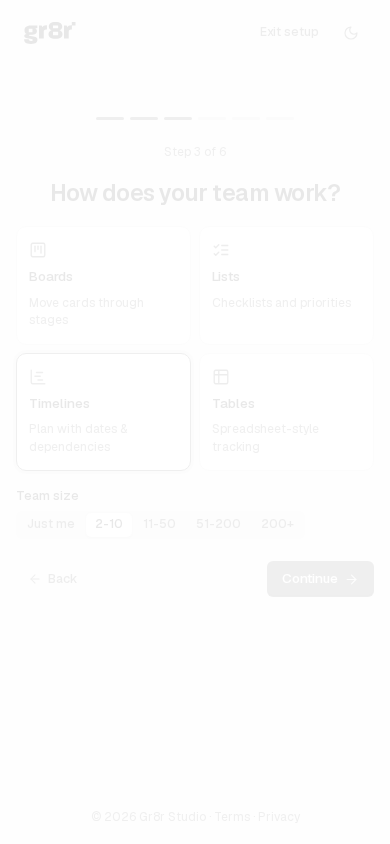 gr8r
Exit setup
Step 3 of 6
How does your team work?
Boards
Move cards through
stages
Lists
Checklists and priorities
Timelines
Plan with dates &
dependencies
Tables
Spreadsheet-style
tracking
Team size
Just me 2–10 11–50 51–200 200+
Back
Continue
© 2026 Gr8r Studio · Terms · Privacy